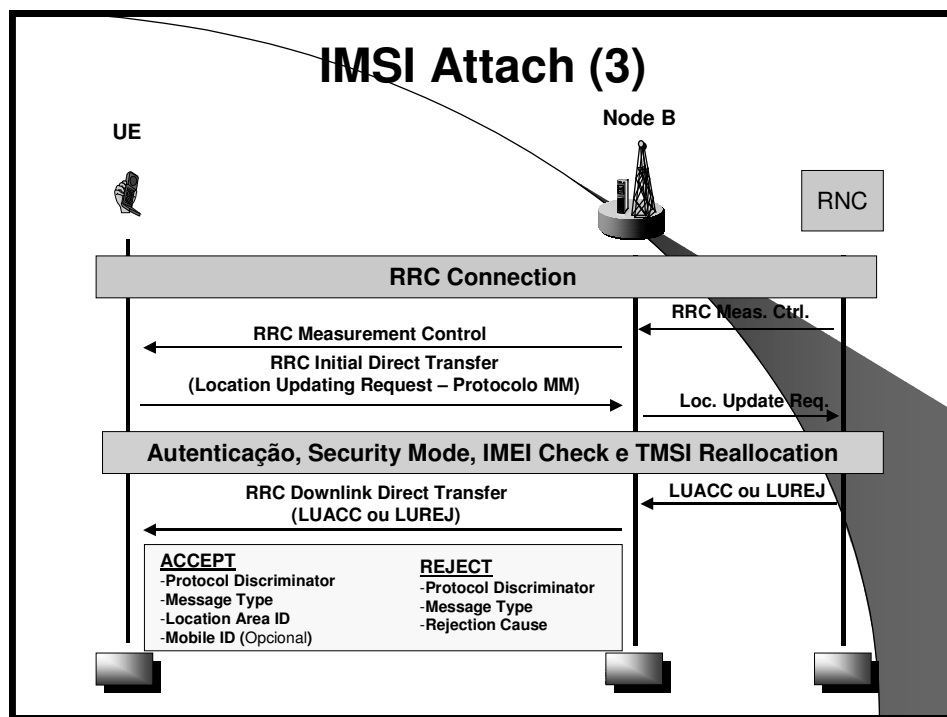 IMSI Attach (3)
Node B
UE
RNC
RRC Connection
RRC Meas. Ctrl.
RRC Measurement Control
RRC Initial Direct Transfer
(Location Updating Request – Protocolo MM)
Loc. Update Req.
Autenticação, Security Mode, IMEI Check e TMSI Reallocation
LUACC ou LUREJ
RRC Downlink Direct Transfer
(LUACC ou LUREJ)
ACCEPT
-Protocol Discriminator
-Message Type
-Location Area ID
-Mobile ID (Opcional)
REJECT
-Protocol Discriminator
-Message Type
-Rejection Cause